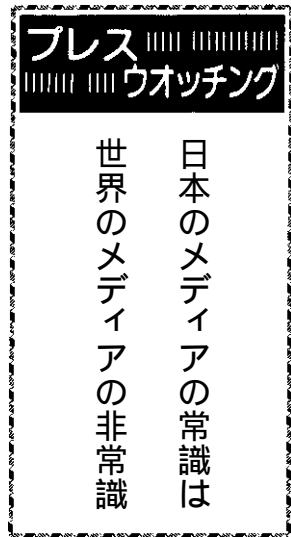 プレス
ウオッチング
日本のメディアの常識は
世界のメディアの非常識